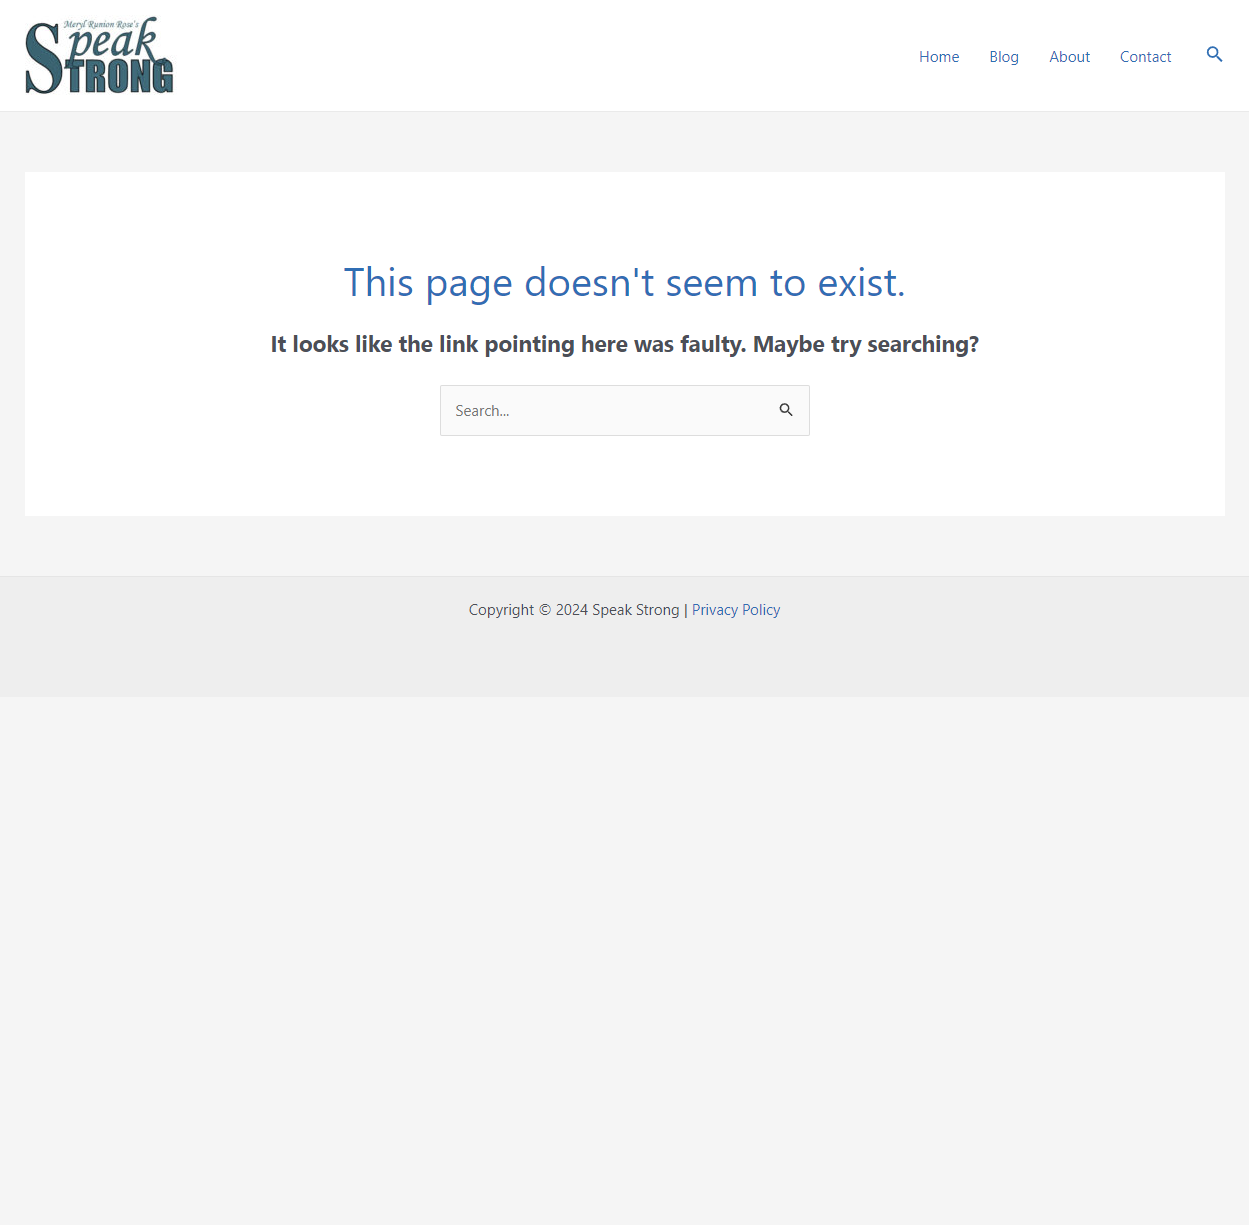 Meryl Runion Rose's
Speak
STRONG
Home Blog About Contact
This page doesn't seem to exist.
It looks like the link pointing here was faulty. Maybe try searching?
Search...
Copyright © 2024 Speak Strong | Privacy Policy